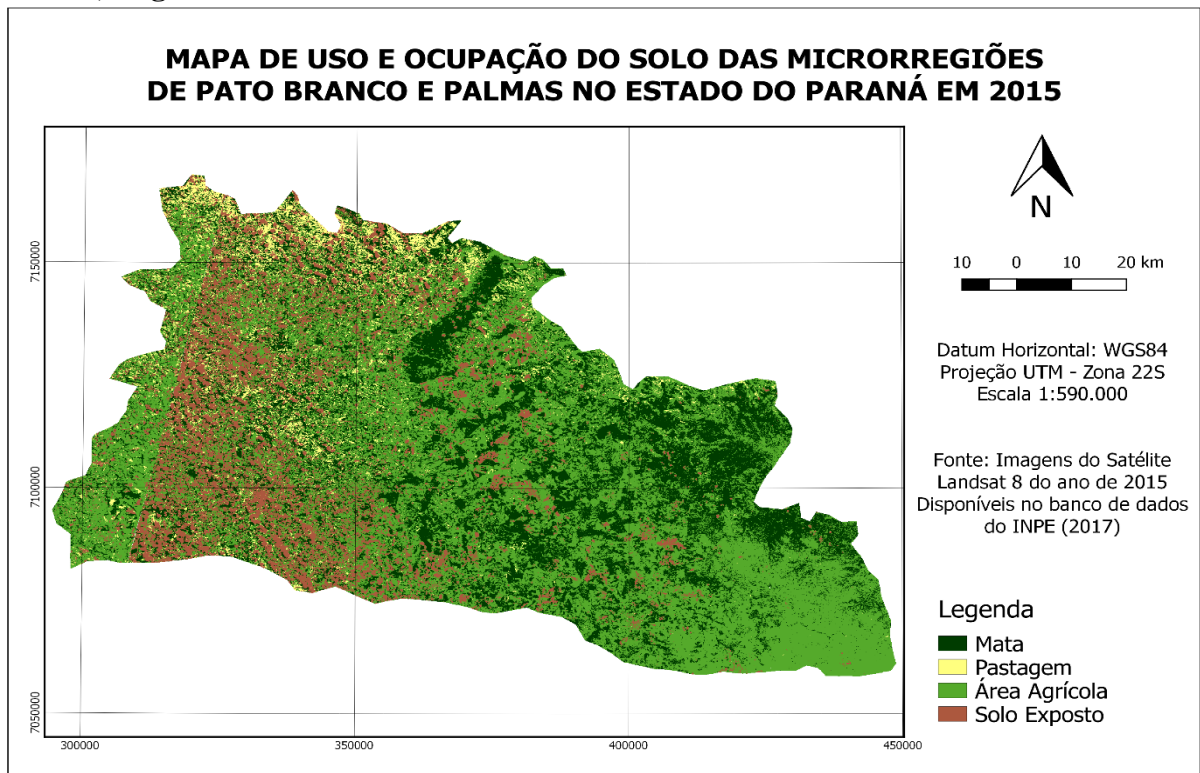 MAPA DE USO E OCUPAÇÃO DO SOLO DAS MICRORREGIÕES
DE PATO BRANCO E PALMAS NO ESTADO DO PARANÁ EM 2015
N
10 0 10 20 km
Datum Horizontal: WGS84
Projeção UTM - Zona 22S
Escala 1:590.000
Fonte: Imagens do Satélite
Landsat 8 do ano de 2015
Disponíveis no banco de dados
do INPE (2017)
Legenda
Mata
Pastagem
Área Agrícola
Solo Exposto
7150000
7100000
7050000
300000 350000 400000 450000